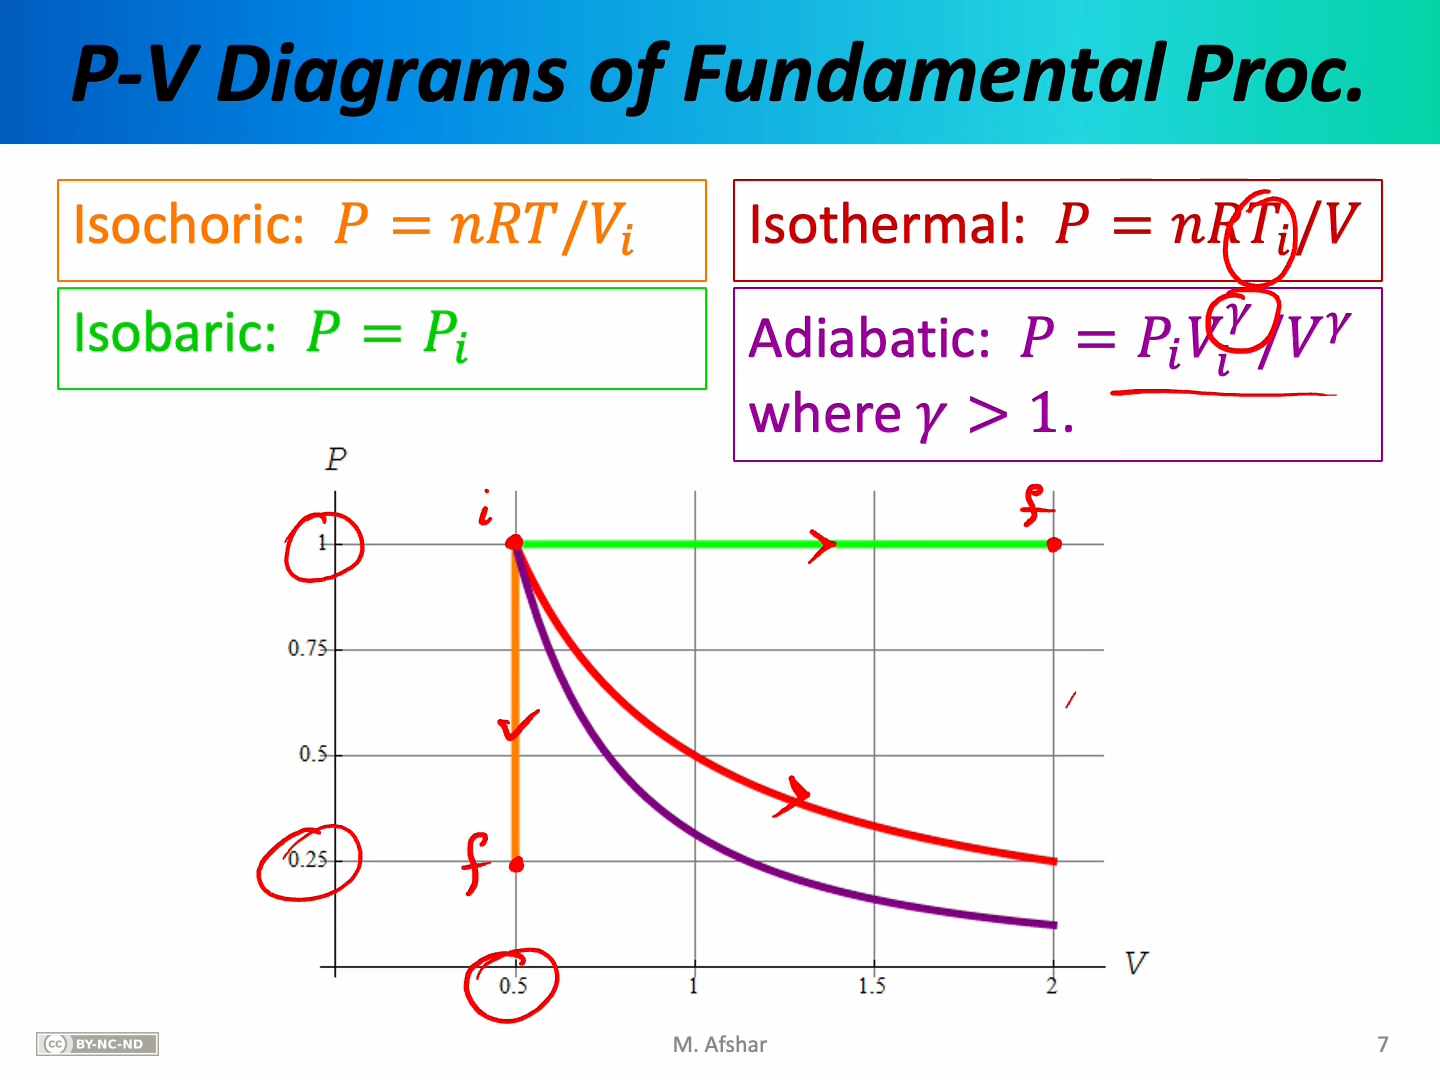 P-V Diagrams of Fundamental Proc.
Isochoric: P = nRT/Vᵢ
Isobaric: P = Pᵢ
Isothermal: P = nRTᵢ/V
Adiabatic: P = PᵢVᵢ^γ/V^γ
where γ > 1.
P
i
f
1
0.75
0.5
f
0.25
V
0.5
1
1.5
2
cc BY-NC-ND
M. Afshar
7